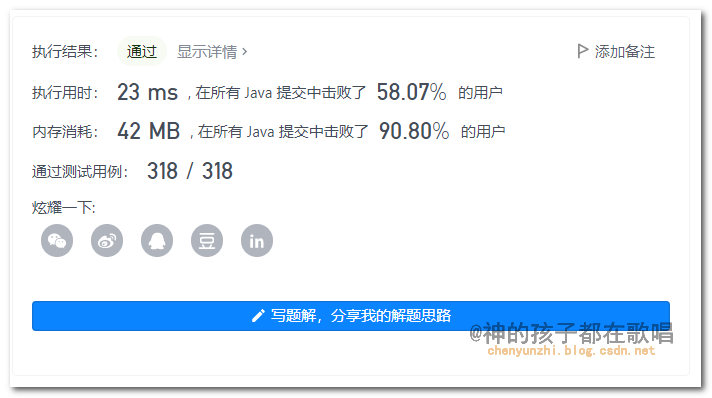 执行结果： 通过 显示详情 › 添加备注
执行用时： 23 ms , 在所有 Java 提交中击败了 58.07% 的用户
内存消耗： 42 MB , 在所有 Java 提交中击败了 90.80% 的用户
通过测试用例： 318 / 318
炫耀一下:
豆 in
写题解，分享我的解题思路
@神的孩子都在歌唱
chenyunzhi.blog.csdn.net